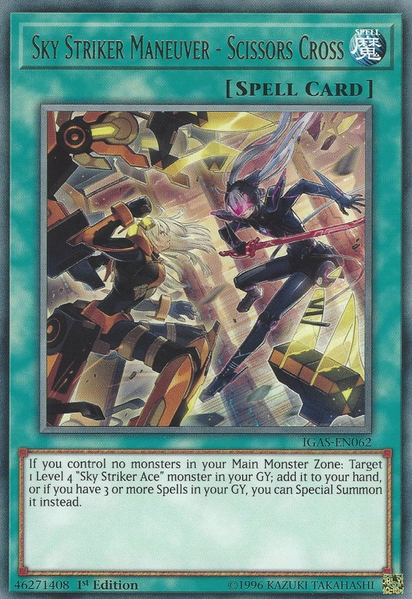 Sky Striker Maneuver - Scissors Cross
SPELL
魔
[Spell Card]
IGAS-EN062
If you control no monsters in your Main Monster Zone: Target
1 Level 4 "Sky Striker Ace" monster in your GY; add it to your hand,
or if you have 3 or more Spells in your GY, you can Special Summon
it instead.
46271408 1st Edition ©1996 KAZUKI TAKAHASHI